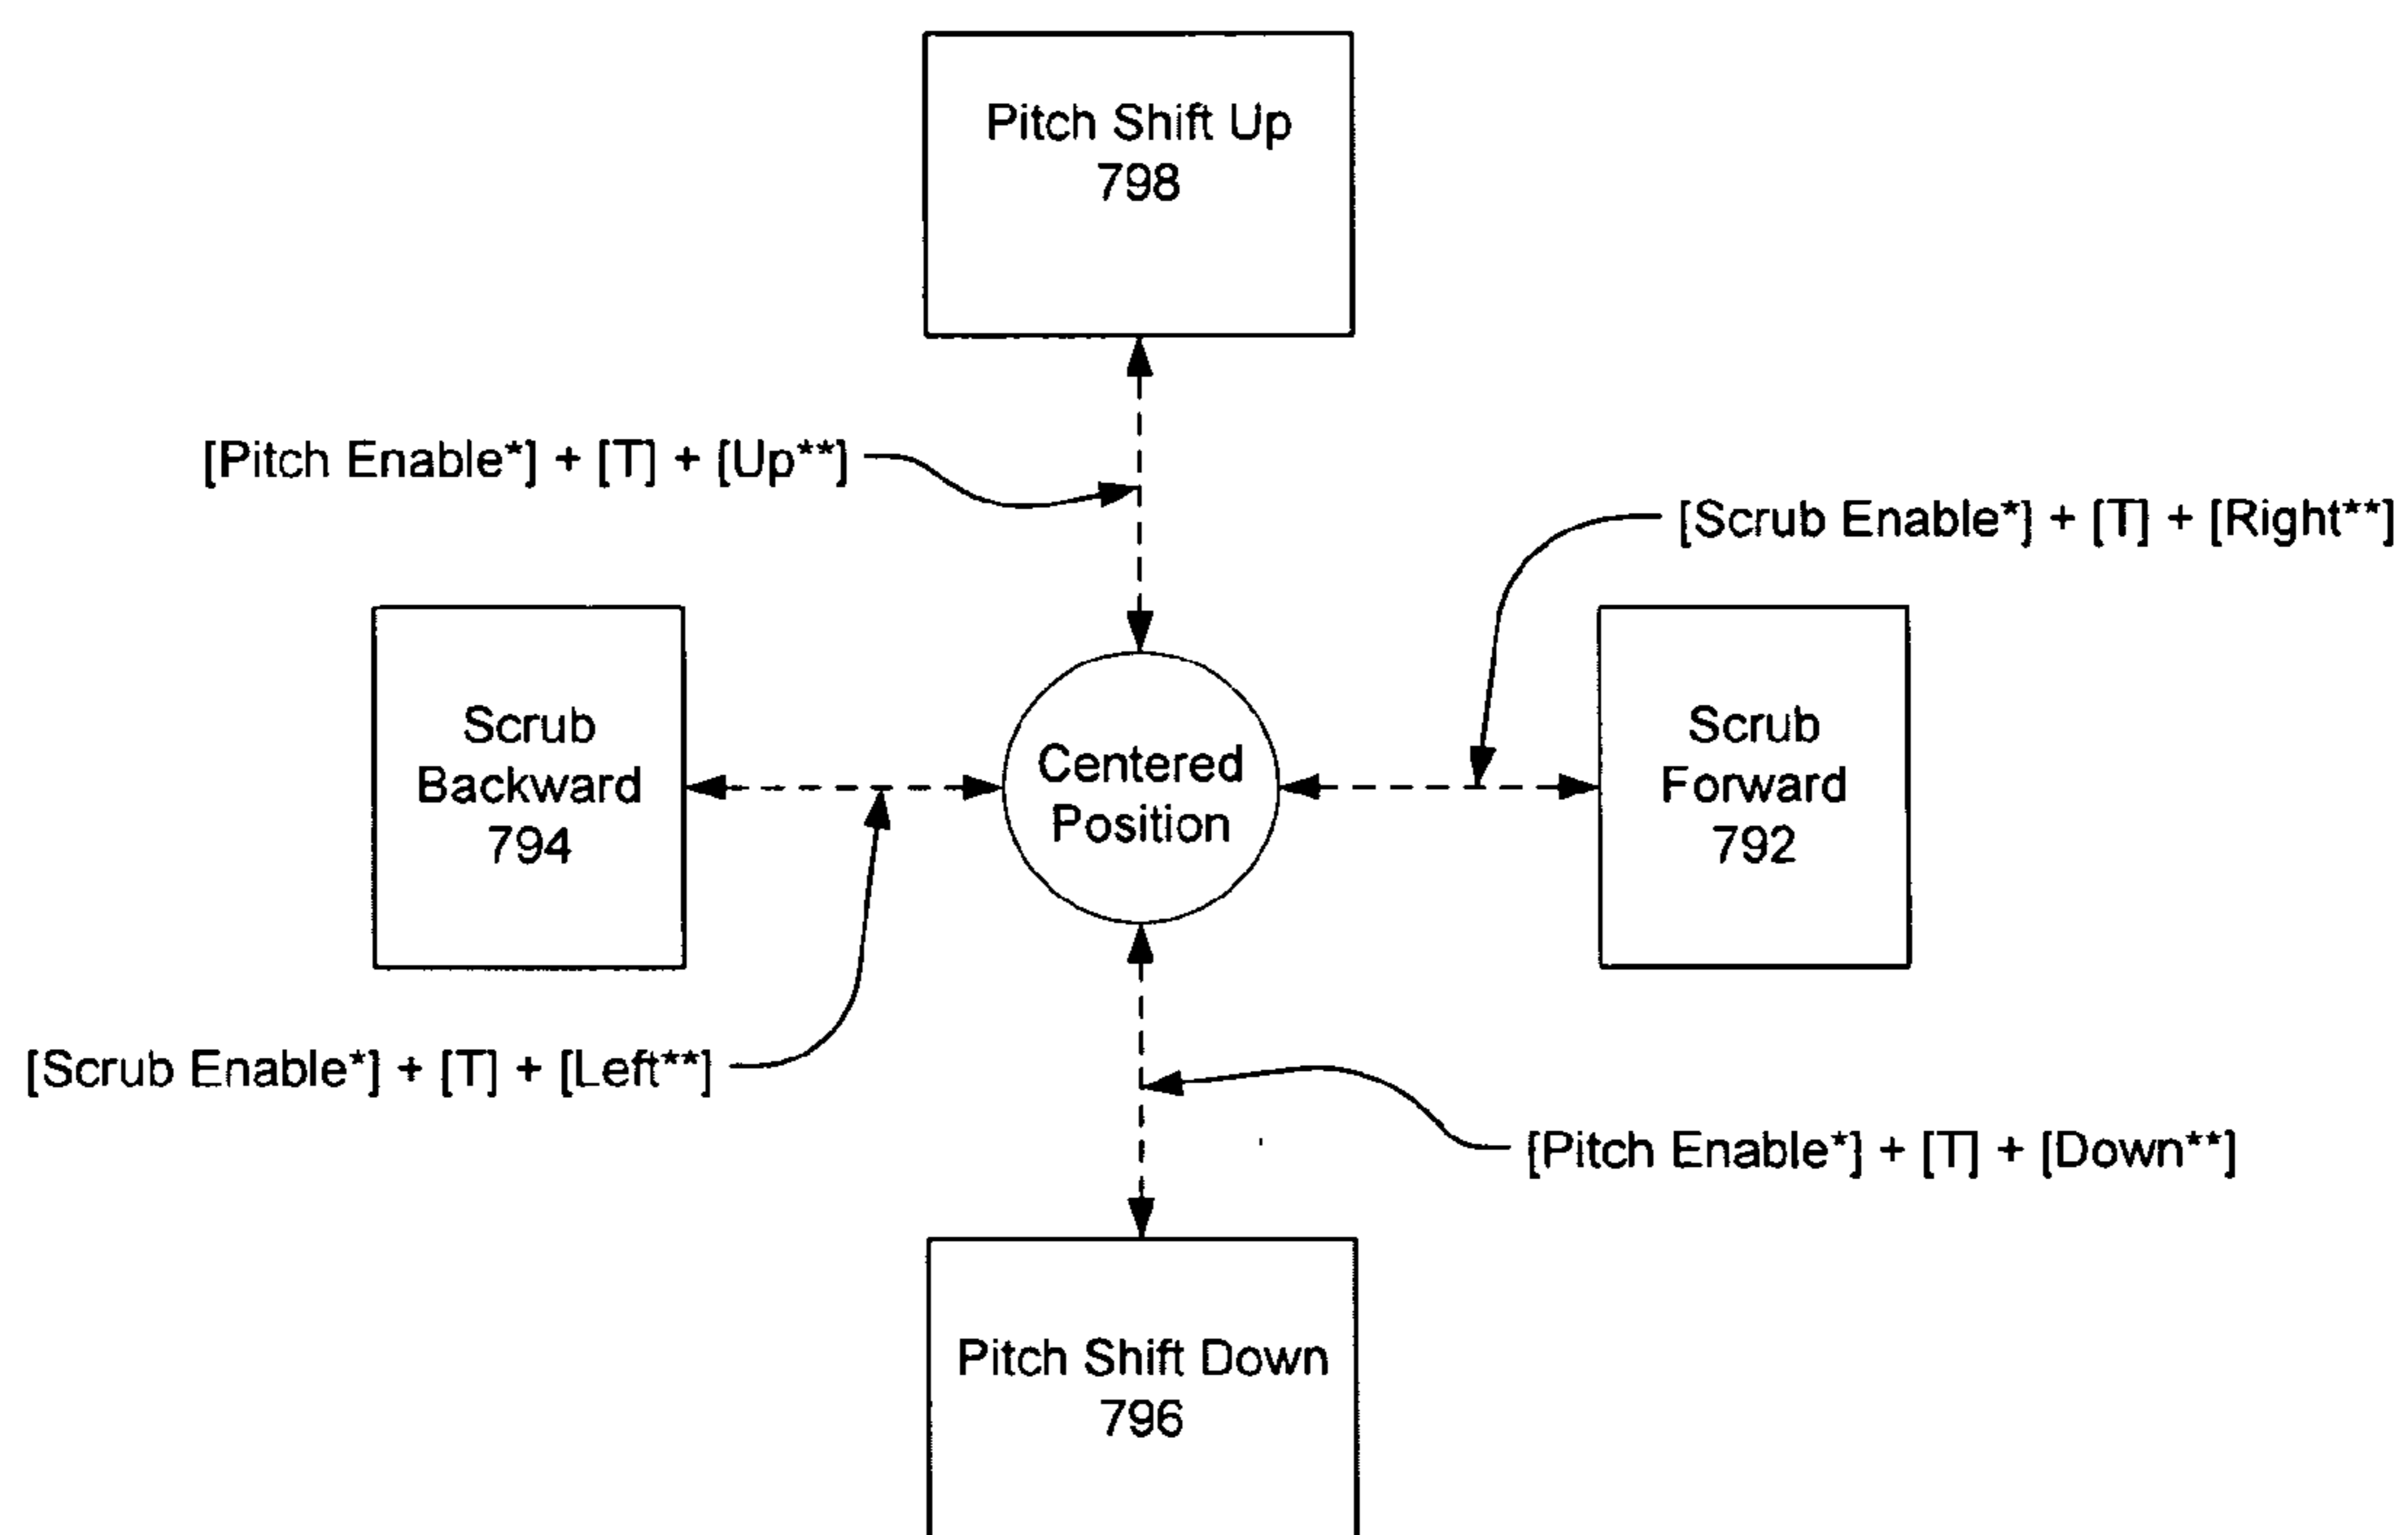 Pitch Shift Up
798
[Pitch Enable*] + [T] + [Up**]
[Scrub Enable*] + [T] + [Right**]
Scrub
Backward
794
Centered
Position
Scrub
Forward
792
[Scrub Enable*] + [T] + [Left**]
[Pitch Enable*] + [T] + [Down**]
Pitch Shift Down
796